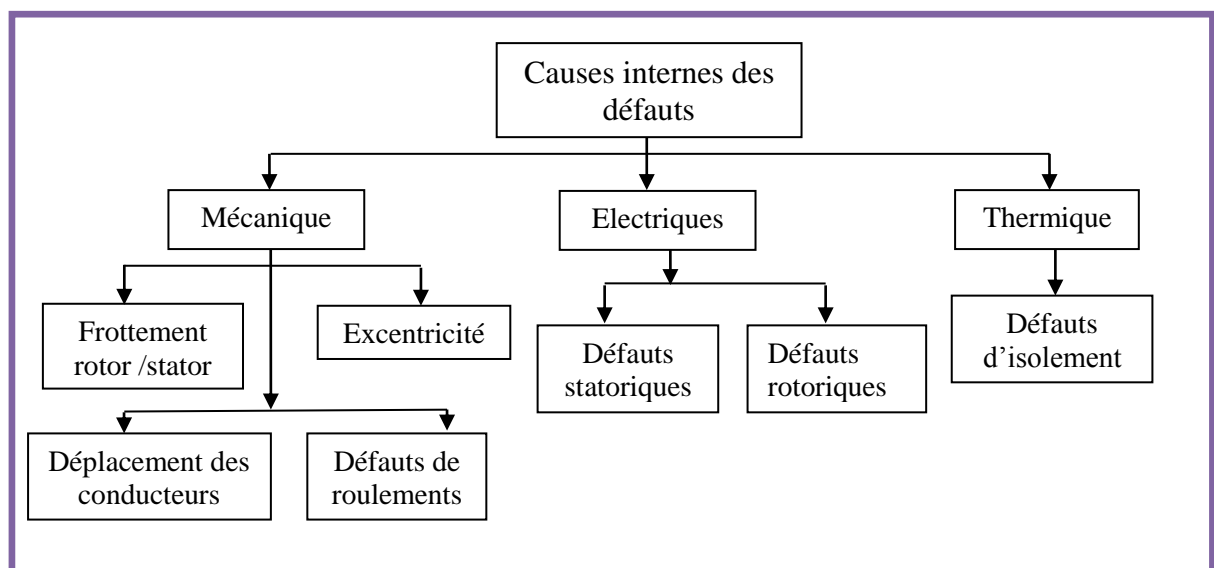 Causes internes des
défauts
Mécanique
Electriques
Thermique
Frottement
rotor /stator
Excentricité
Défauts
statoriques
Défauts
rotoriques
Défauts
d’isolement
Déplacement des
conducteurs
Défauts de
roulements